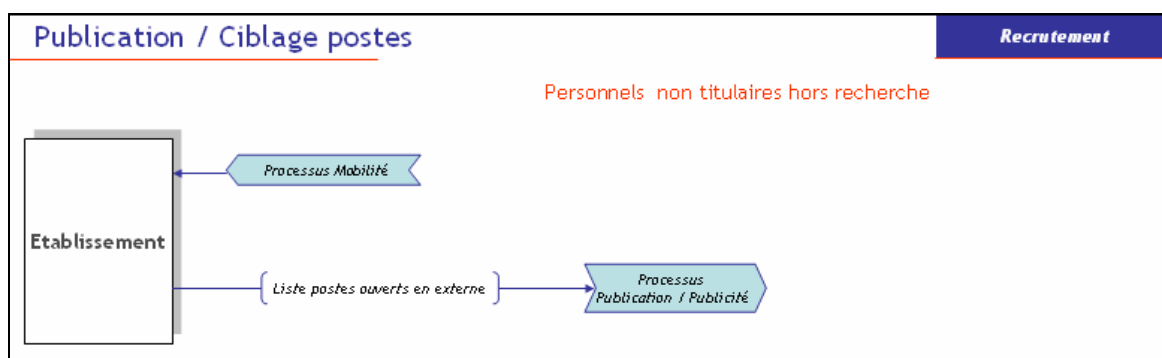 Publication / Ciblage postes
Recrutement
Personnels non titulaires hors recherche
Processus Mobilité
Etablissement
Liste postes ouverts en externe
Processus
Publication / Publicité